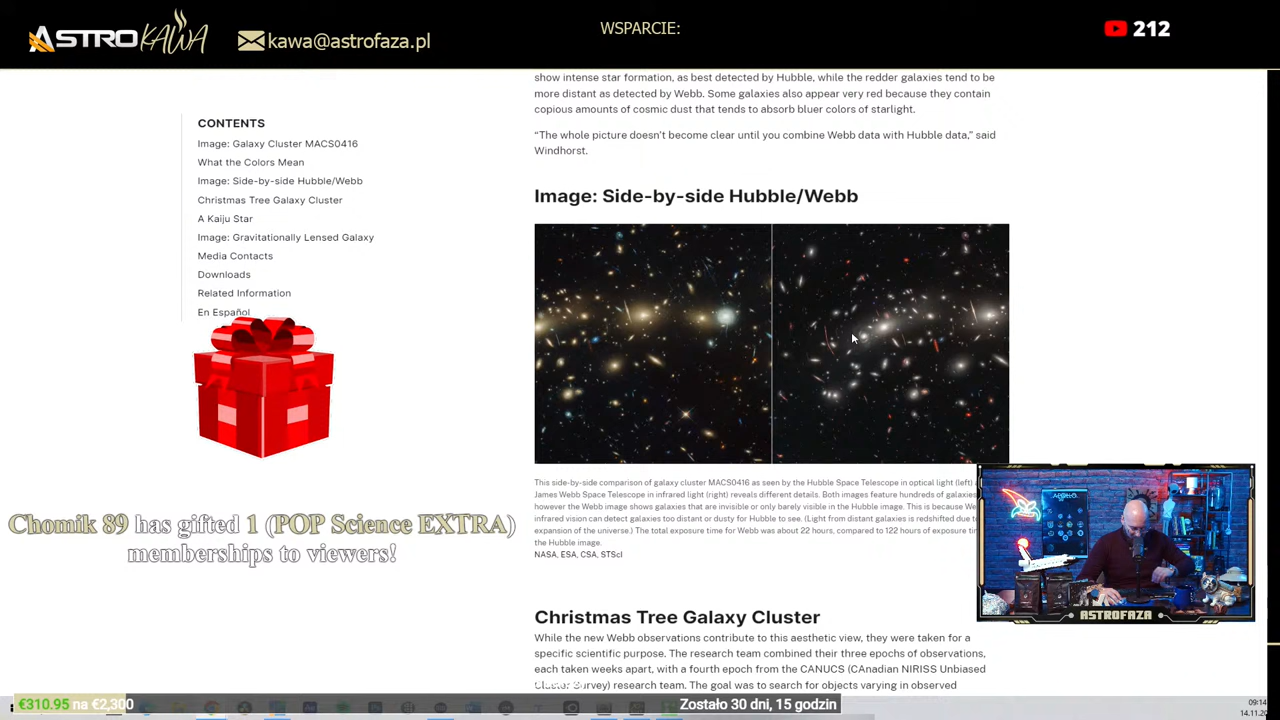 ASTROKAWA
kawa@astrofaza.pl
WSPARCIE:
212
show intense star formation, as best detected by Hubble, while the redder galaxies tend to be
more distant as detected by Webb. Some galaxies also appear very red because they contain
copious amounts of cosmic dust that tends to absorb bluer colors of starlight.
“The whole picture doesn’t become clear until you combine Webb data with Hubble data,” said
Windhorst.
CONTENTS
Image: Galaxy Cluster MACS0416
What the Colors Mean
Image: Side-by-side Hubble/Webb
Christmas Tree Galaxy Cluster
A Kaiju Star
Image: Gravitationally Lensed Galaxy
Media Contacts
Downloads
Related Information
En Español
Image: Side-by-side Hubble/Webb
This side-by-side comparison of galaxy cluster MACS0416 as seen by the Hubble Space Telescope in optical light (left)
James Webb Space Telescope in infrared light (right) reveals different details. Both images feature hundreds of galaxies
however the Webb image shows galaxies that are invisible or only barely visible in the Hubble image. This is because
infrared vision can detect galaxies too distant or dusty for Hubble to see. (Light from distant galaxies is redshifted due
expansion of the universe.) The total exposure time for Webb was about 22 hours, compared to 122 hours of exposure
the Hubble image.
NASA, ESA, CSA, STScI
Chomik 89 has gifted 1 (POP Science EXTRA)
memberships to viewers!
APOLLO
ASTROFAZA
Christmas Tree Galaxy Cluster
While the new Webb observations contribute to this aesthetic view, they were taken for a
specific scientific purpose. The research team combined their three epochs of observations,
each taken weeks apart, with a fourth epoch from the CANUCS (CAnadian NIRISS Unbiased
Cluster Survey) research team. The goal was to search for objects varying in observed
€310.95 na €2,300
Zostało 30 dni, 15 godzin
09:14
14.11.20